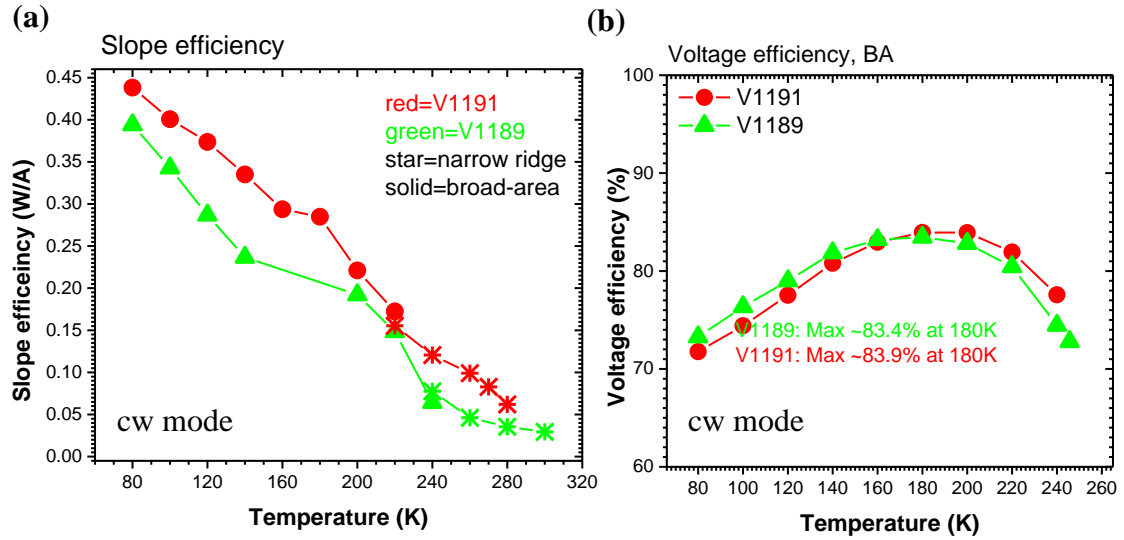 (a)
Slope efficiency
0.45
0.40
0.35
0.30
0.25
0.20
0.15
0.10
0.05
0.00
Slope efficeincy (W/A)
red=V1191
green=V1189
star=narrow ridge
solid=broad-area
cw mode
80 120 160 200 240 280 320
Temperature (K)
(b)
Voltage efficiency, BA
100
90
80
70
60
Voltage efficiency (%)
V1191
V1189
V1189: Max ~83.4% at 180K
V1191: Max ~83.9% at 180K
cw mode
80 100 120 140 160 180 200 220 240 260
Temperature (K)